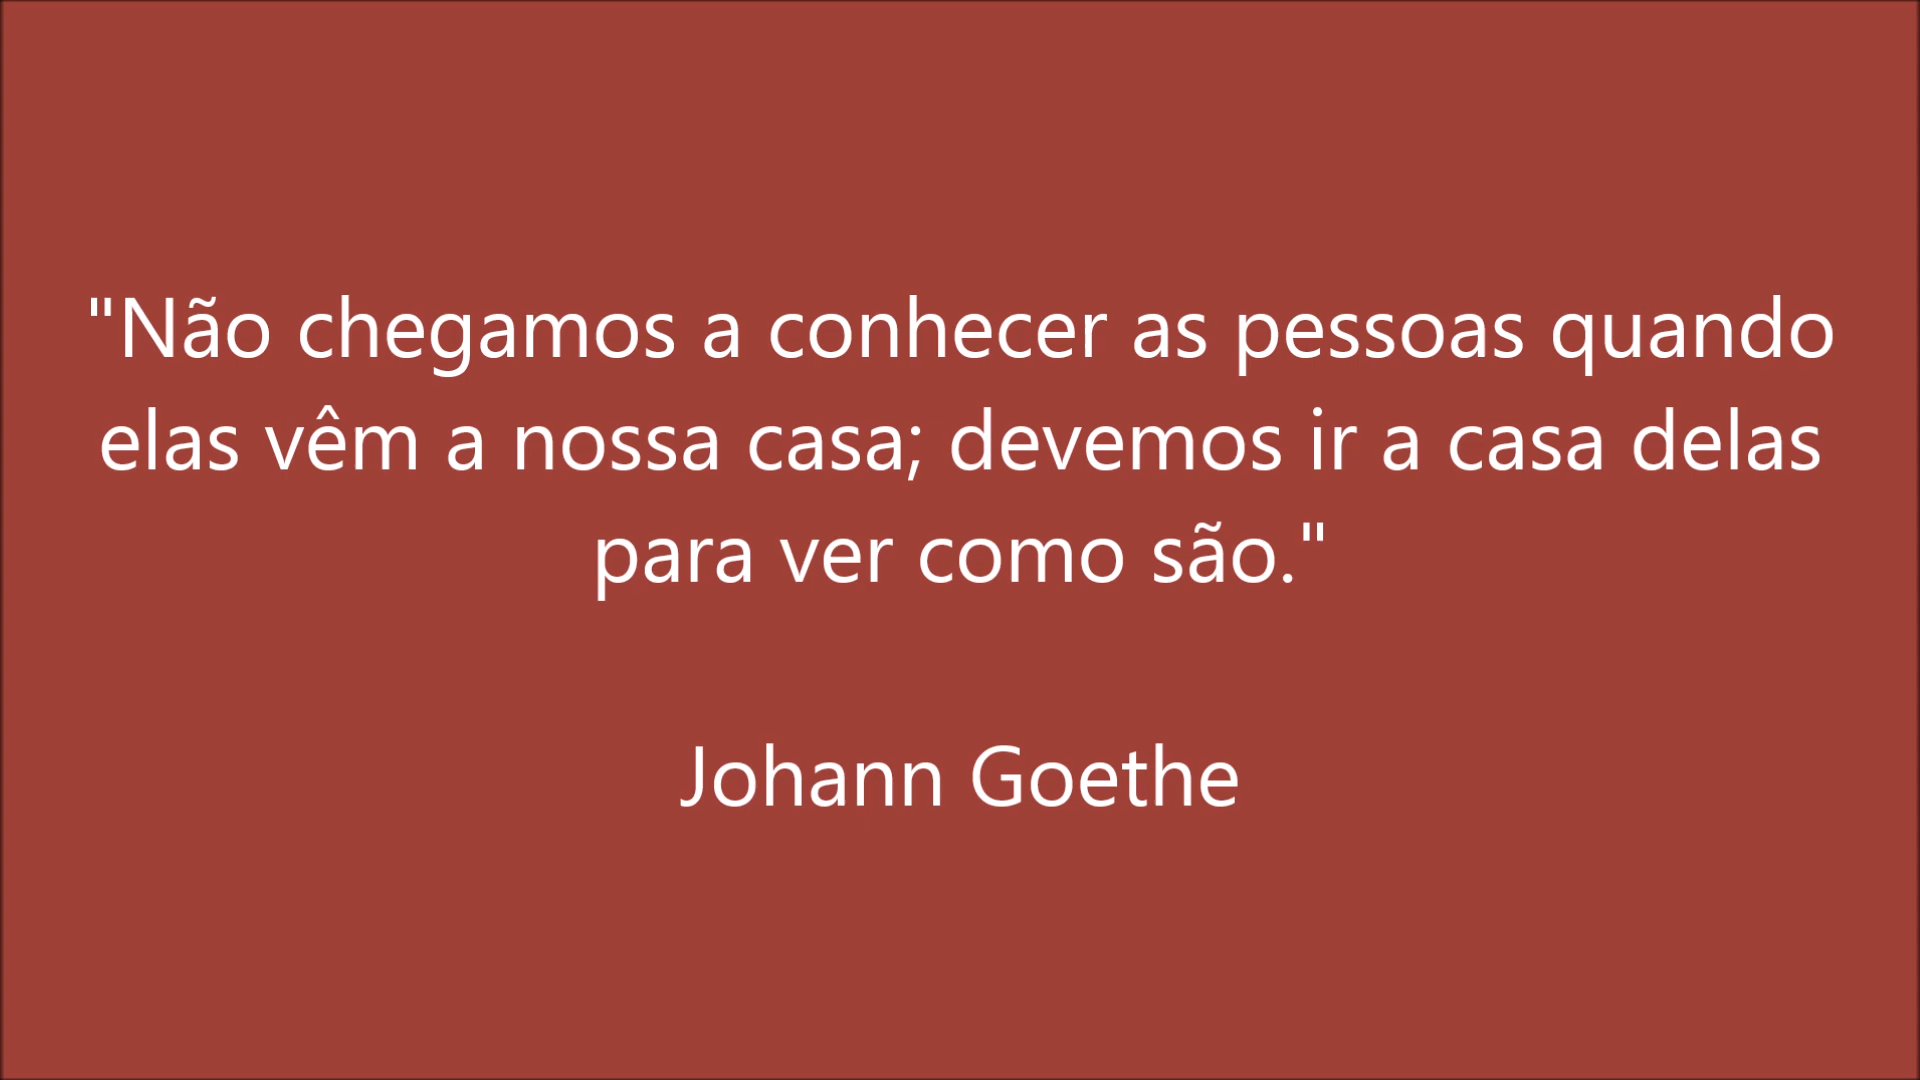 "Não chegamos a conhecer as pessoas quando
elas vêm a nossa casa; devemos ir a casa delas
para ver como são."
Johann Goethe